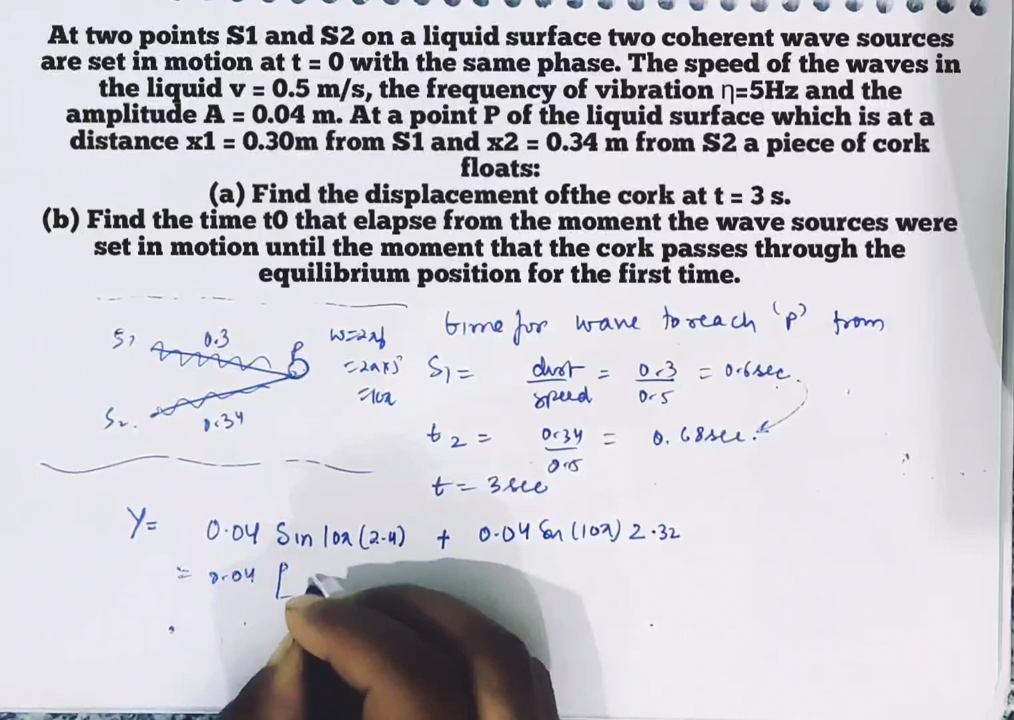 At two points S1 and S2 on a liquid surface two coherent wave sources
are set in motion at t = 0 with the same phase. The speed of the waves in
the liquid v = 0.5 m/s, the frequency of vibration η=5Hz and the
amplitude A = 0.04 m. At a point P of the liquid surface which is at a
distance x1 = 0.30m from S1 and x2 = 0.34 m from S2 a piece of cork
floats:
(a) Find the displacement ofthe cork at t = 3 s.
(b) Find the time t0 that elapse from the moment the wave sources were
set in motion until the moment that the cork passes through the
equilibrium position for the first time.
time for wave to reach 'P' from
S1 0.3 P W=2πf
=2π×5
=10π
S1 = dist/speed = 0.3/0.5 = 0.6sec.
S2. 0.34
t2 = 0.34/0.5 = 0.68sec.
t = 3sec
Y= 0.04 Sin 10π(2.4) + 0.04 Sin (10π) 2.32
= 0.04 [